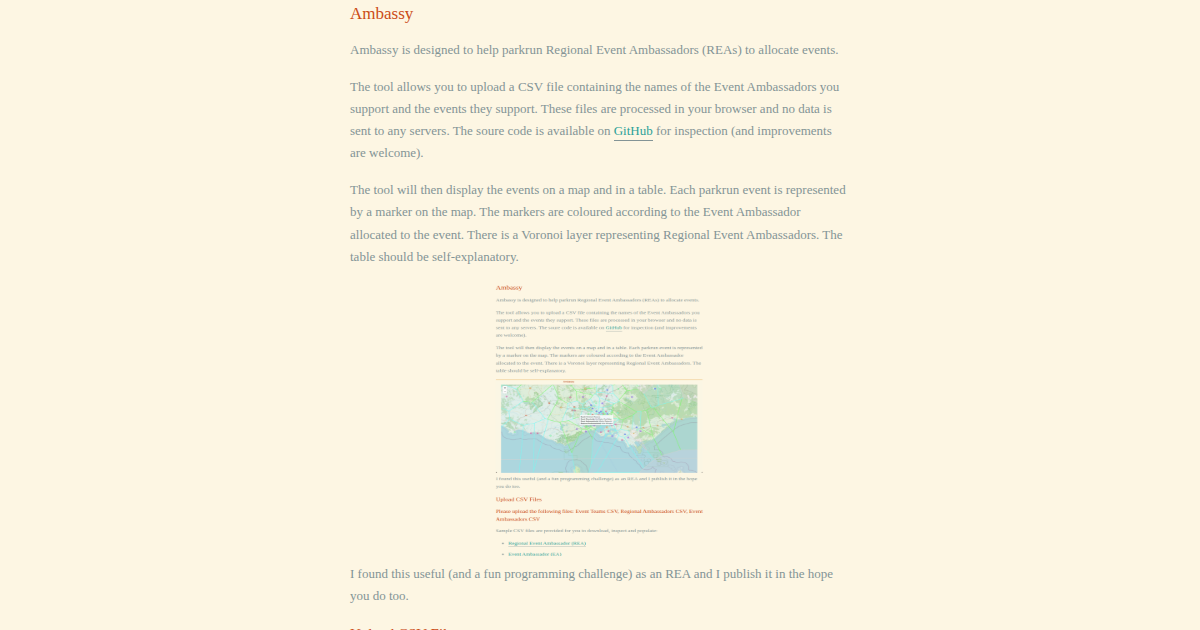 Ambassy
Ambassy is designed to help parkrun Regional Event Ambassadors (REAs) to allocate events.
The tool allows you to upload a CSV file containing the names of the Event Ambassadors you
support and the events they support. These files are processed in your browser and no data is
sent to any servers. The soure code is available on GitHub for inspection (and improvements
are welcome).
The tool will then display the events on a map and in a table. Each parkrun event is represented
by a marker on the map. The markers are coloured according to the Event Ambassador
allocated to the event. There is a Voronoi layer representing Regional Event Ambassadors. The
table should be self-explanatory.
Ambassy
Ambassy is designed to help parkrun Regional Event Ambassadors (REAs) to allocate events.
The tool allows you to upload a CSV file containing the names of the Event Ambassadors you
support and the events they support. These files are processed in your browser and no data is
sent to any servers. The soure code is available on GitHub for inspection (and improvements
are welcome).
The tool will then display the events on a map and in a table. Each parkrun event is represented
by a marker on the map. The markers are coloured according to the Event Ambassador
allocated to the event. There is a Voronoi layer representing Regional Event Ambassadors. The
table should be self-explanatory.
I found this useful (and a fun programming challenge) as an REA and I publish it in the hope
you do too.
Upload CSV Files
Please upload the following files: Event Teams CSV, Regional Ambassadors CSV, Event
Ambassadors CSV
Sample CSV files are provided for you to download, inspect and populate:
Regional Event Ambassador (REA)
Event Ambassador (EA)
I found this useful (and a fun programming challenge) as an REA and I publish it in the hope
you do too.